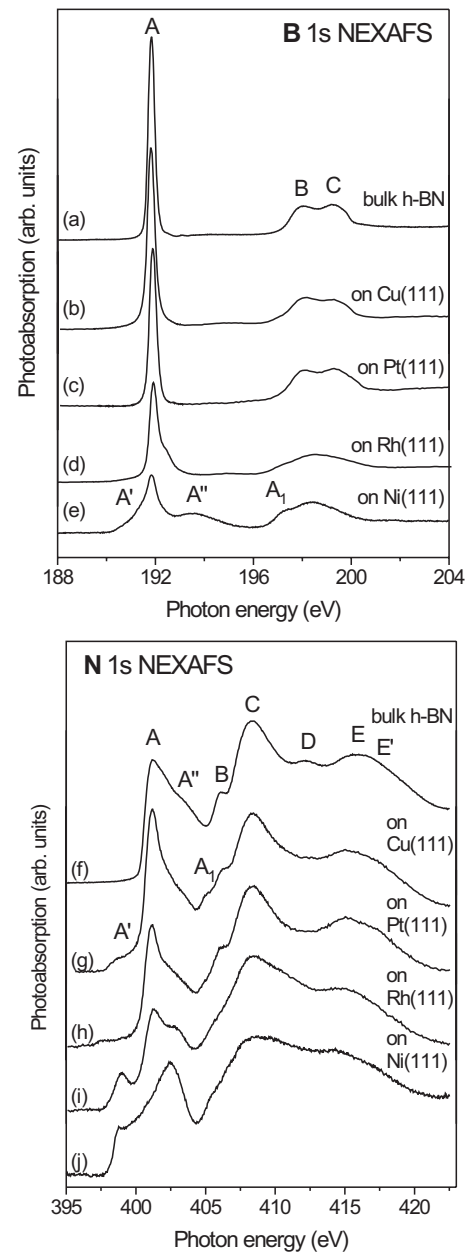 B 1s NEXAFS
A
B
C
bulk h-BN
(a)
on Cu(111)
(b)
on Pt(111)
(c)
on Rh(111)
(d)
A'
A"
A1
on Ni(111)
(e)
Photoabsorption (arb. units)
188 192 196 200 204
Photon energy (eV)
N 1s NEXAFS
bulk h-BN
C
A
A"
B
D
E
E'
on
Cu(111)
(f)
A1
on
Pt(111)
A'
(g)
on
Rh(111)
(h)
on
Ni(111)
(i)
(j)
Photoabsorption (arb. units)
395 400 405 410 415 420
Photon energy (eV)